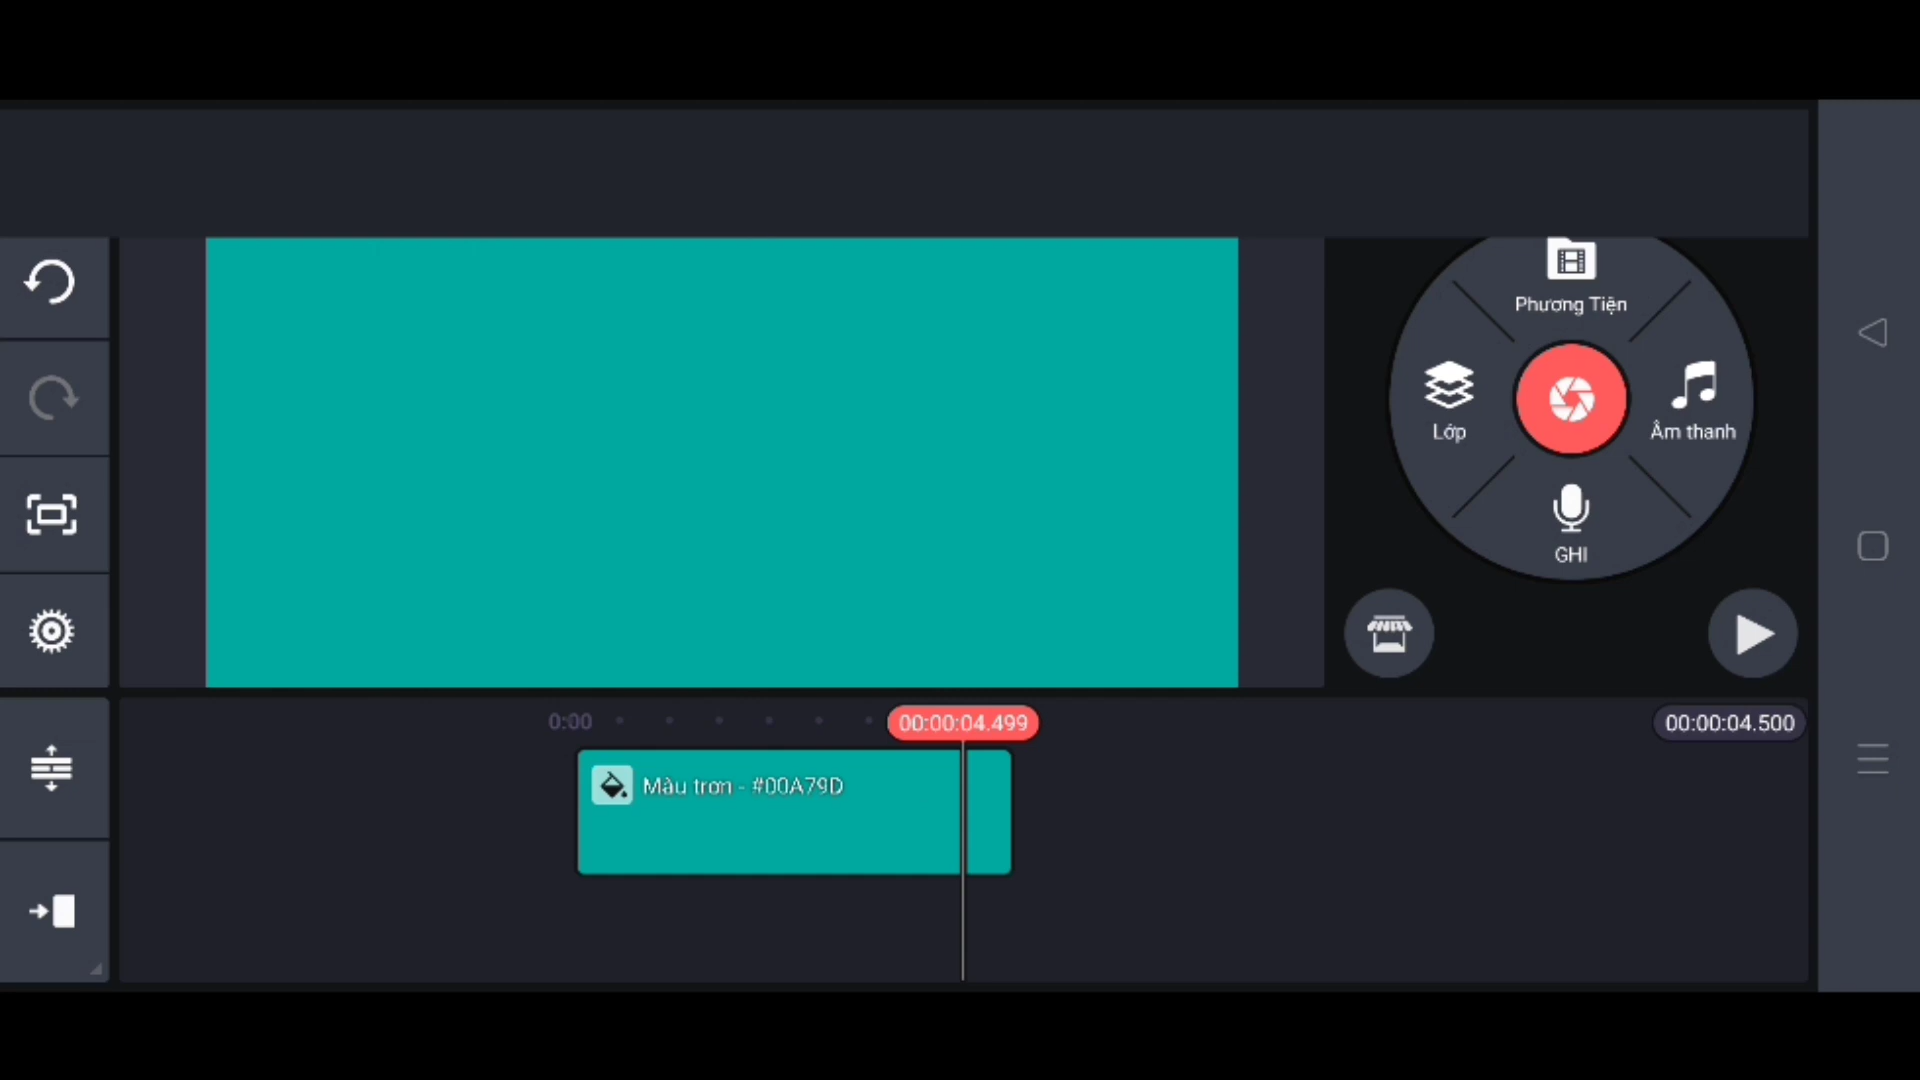 Phương Tiện
Lớp
Âm thanh
GHI
0:00
00:00:04.499
00:00:04.500
Màu trơn - #00A79D